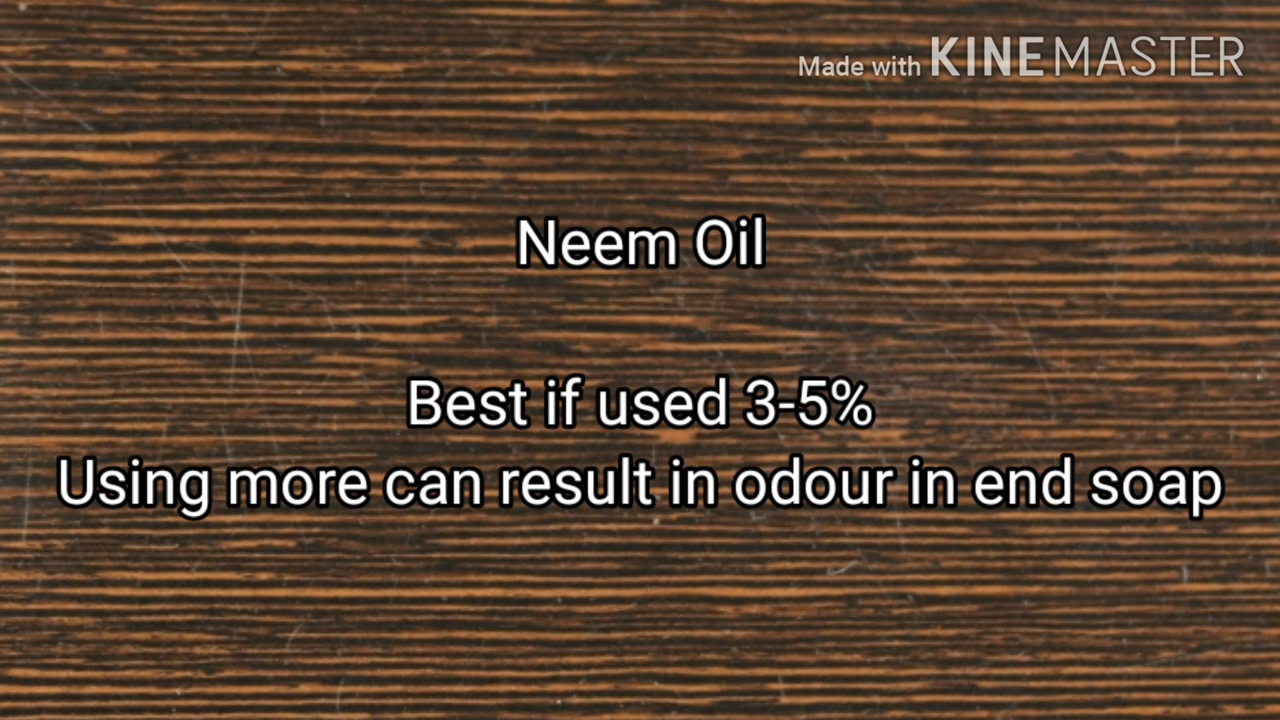 Made with KINEMASTER
Neem Oil
Best if used 3-5%
Using more can result in odour in end soap